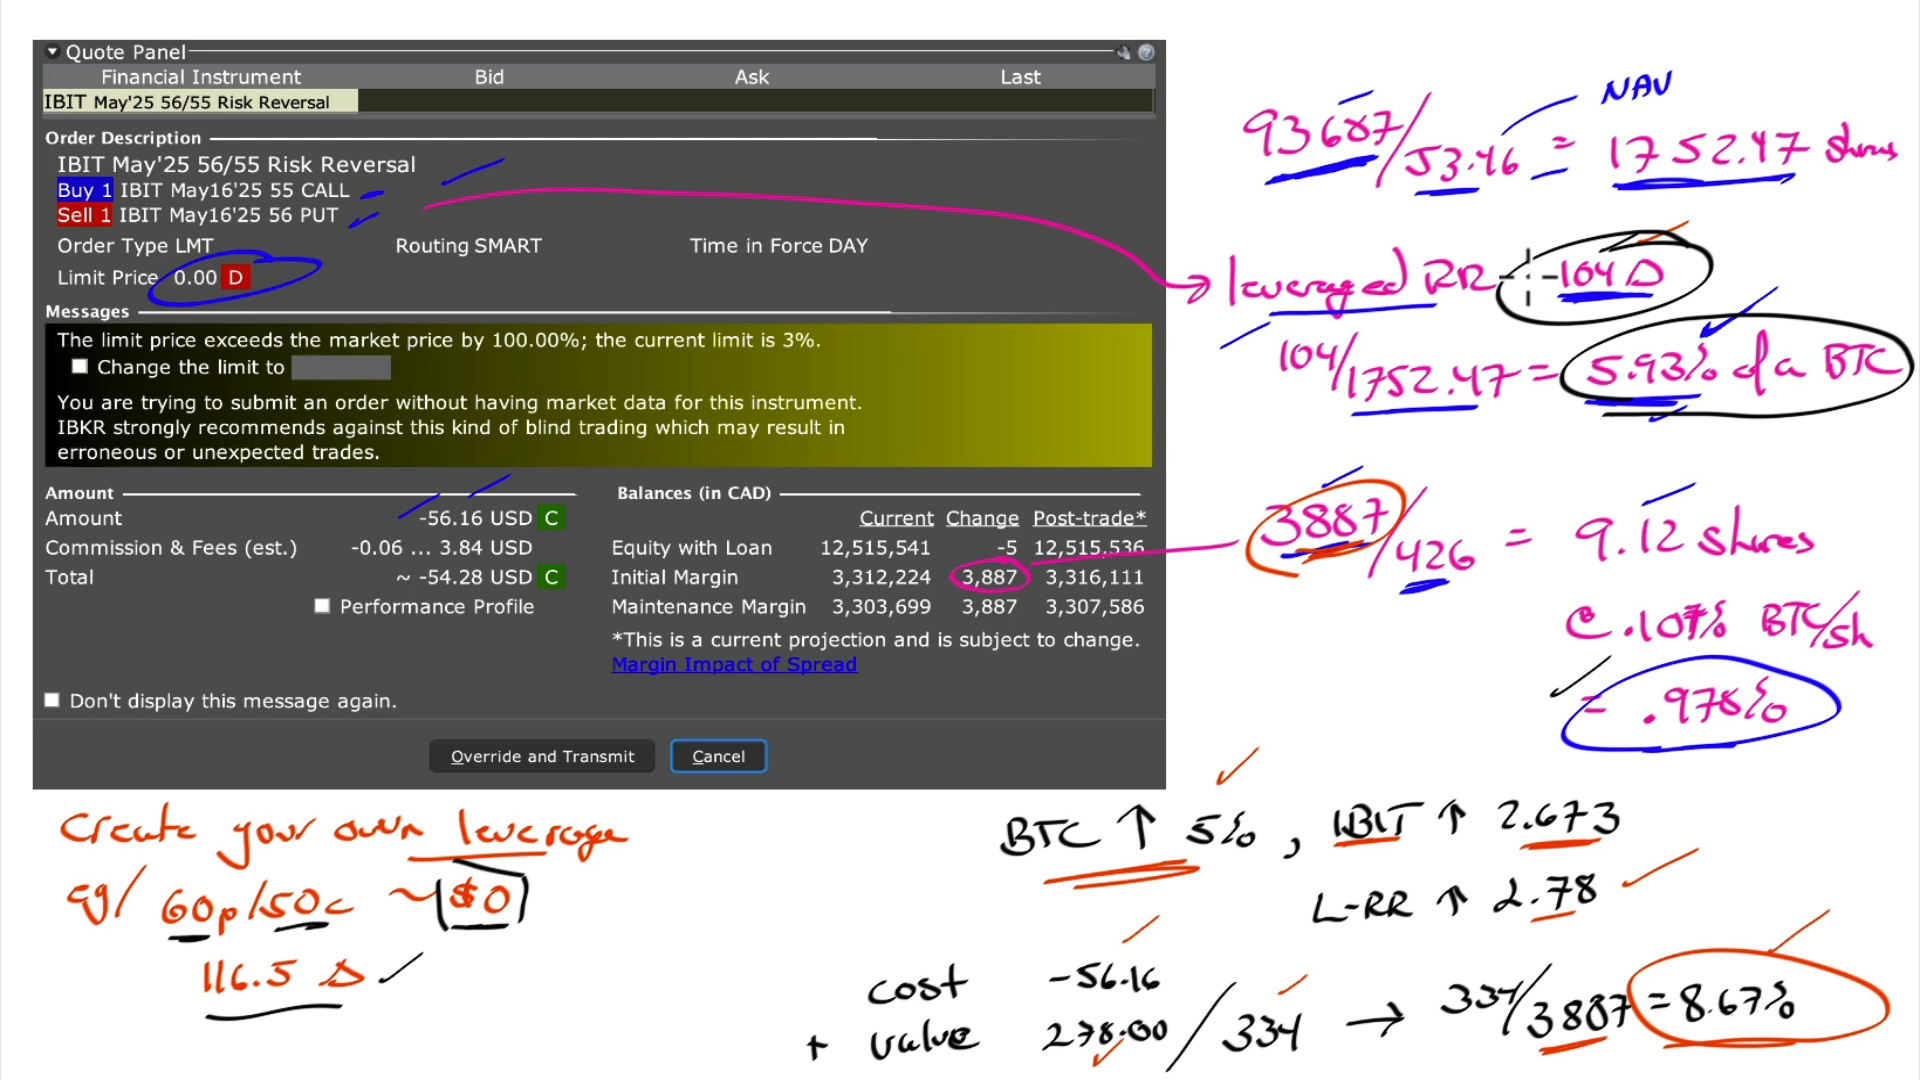 Quote Panel
Financial Instrument Bid Ask Last
IBIT May'25 56/55 Risk Reversal
Order Description
IBIT May'25 56/55 Risk Reversal
Buy 1 IBIT May16'25 55 CALL
Sell 1 IBIT May16'25 56 PUT
Order Type LMT Routing SMART Time in Force DAY
Limit Price 0.00 D
Messages
The limit price exceeds the market price by 100.00%; the current limit is 3%.
Change the limit to
You are trying to submit an order without having market data for this instrument.
IBKR strongly recommends against this kind of blind trading which may result in
erroneous or unexpected trades.
Amount
Amount -56.16 USD C
Commission & Fees (est.) -0.06 ... 3.84 USD
Total ~ -54.28 USD C
Performance Profile
Balances (in CAD)
Current Change Post-trade*
Equity with Loan 12,515,541 -5 12,515,536
Initial Margin 3,312,224 3,887 3,316,111
Maintenance Margin 3,303,699 3,887 3,307,586
*This is a current projection and is subject to change.
Margin Impact of Spread
Don't display this message again.
Override and Transmit Cancel
NAV
93687/53.46 = 1752.47 shares
leveraged RR - 104 Δ
104/1752.47 = 5.93% of a BTC
3887/426 = 9.12 shares
@ .107% BTC/sh
= .978%
Create your own leverage
eg/ 60p/50c ~ $0
116.5 Δ
BTC ↑ 5%, IBIT ↑ 2.673
L-RR ↑ 2.78
cost -56.16
+ value 278.00 / 334 → 334/3887 = 8.67%